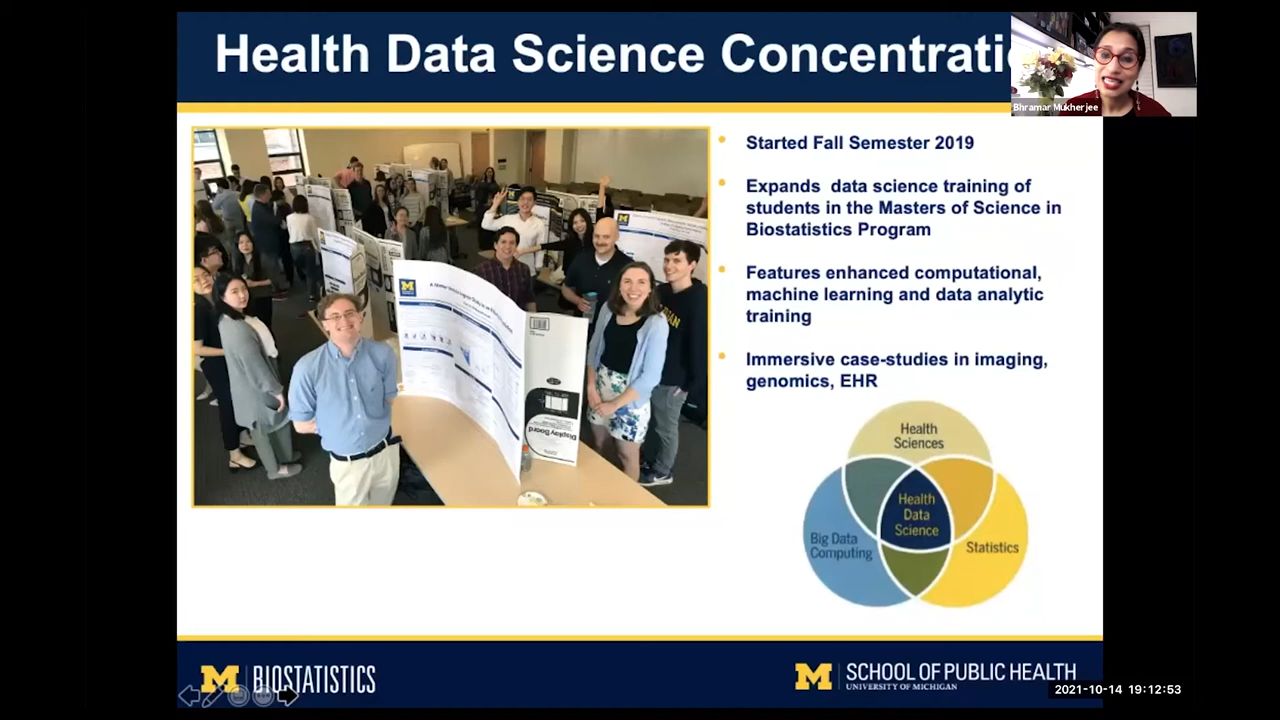 Health Data Science Concentrati
Bhramar Mukherjee
Started Fall Semester 2019
Expands data science training of
students in the Masters of Science in
Biostatistics Program
Features enhanced computational,
machine learning and data analytic
training
Immersive case-studies in imaging,
genomics, EHR
Display Board
Health
Sciences
Health
Data
Science
Big Data
Computing
Statistics
M BIOSTATISTICS
M SCHOOL OF PUBLIC HEALTH
UNIVERSITY OF MICHIGAN
2021-10-14 19:12:53